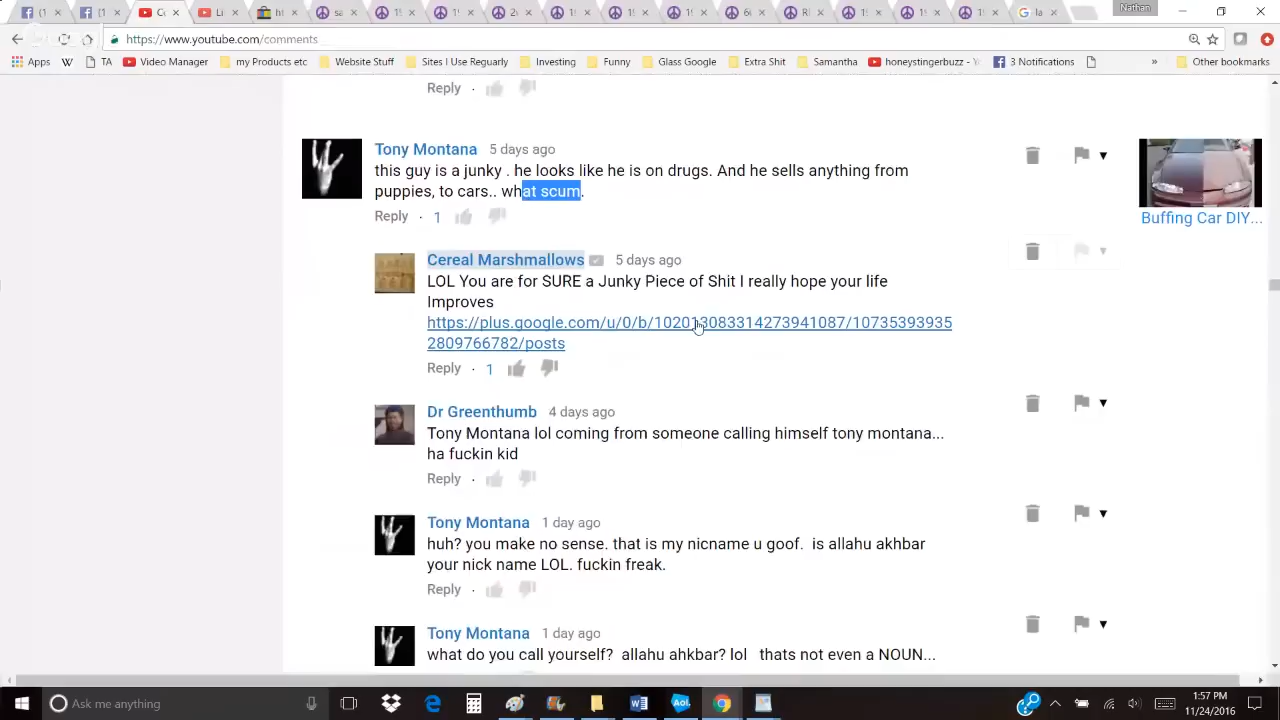 Nathan
https://www.youtube.com/comments
Apps W TA Video Manager my Products etc Website Stuff Sites I Use Reguarly Investing Funny Glass Google Extra Shit Samantha honeystingerbuzz - Y 3 Notifications » Other bookmarks
Reply ·
Tony Montana 5 days ago
this guy is a junky . he looks like he is on drugs. And he sells anything from
puppies, to cars.. what scum.
Reply · 1
Buffing Car DIY...
Cereal Marshmallows 5 days ago
LOL You are for SURE a Junky Piece of Shit I really hope your life
Improves
https://plus.google.com/u/0/b/102013083314273941087/10735393935
2809766782/posts
Reply · 1
Dr Greenthumb 4 days ago
Tony Montana lol coming from someone calling himself tony montana...
ha fuckin kid
Reply ·
Tony Montana 1 day ago
huh? you make no sense. that is my nicname u goof. is allahu akhbar
your nick name LOL. fuckin freak.
Reply ·
Tony Montana 1 day ago
what do you call yourself? allahu ahkbar? lol thats not even a NOUN...
Ask me anything
1:57 PM
11/24/2016